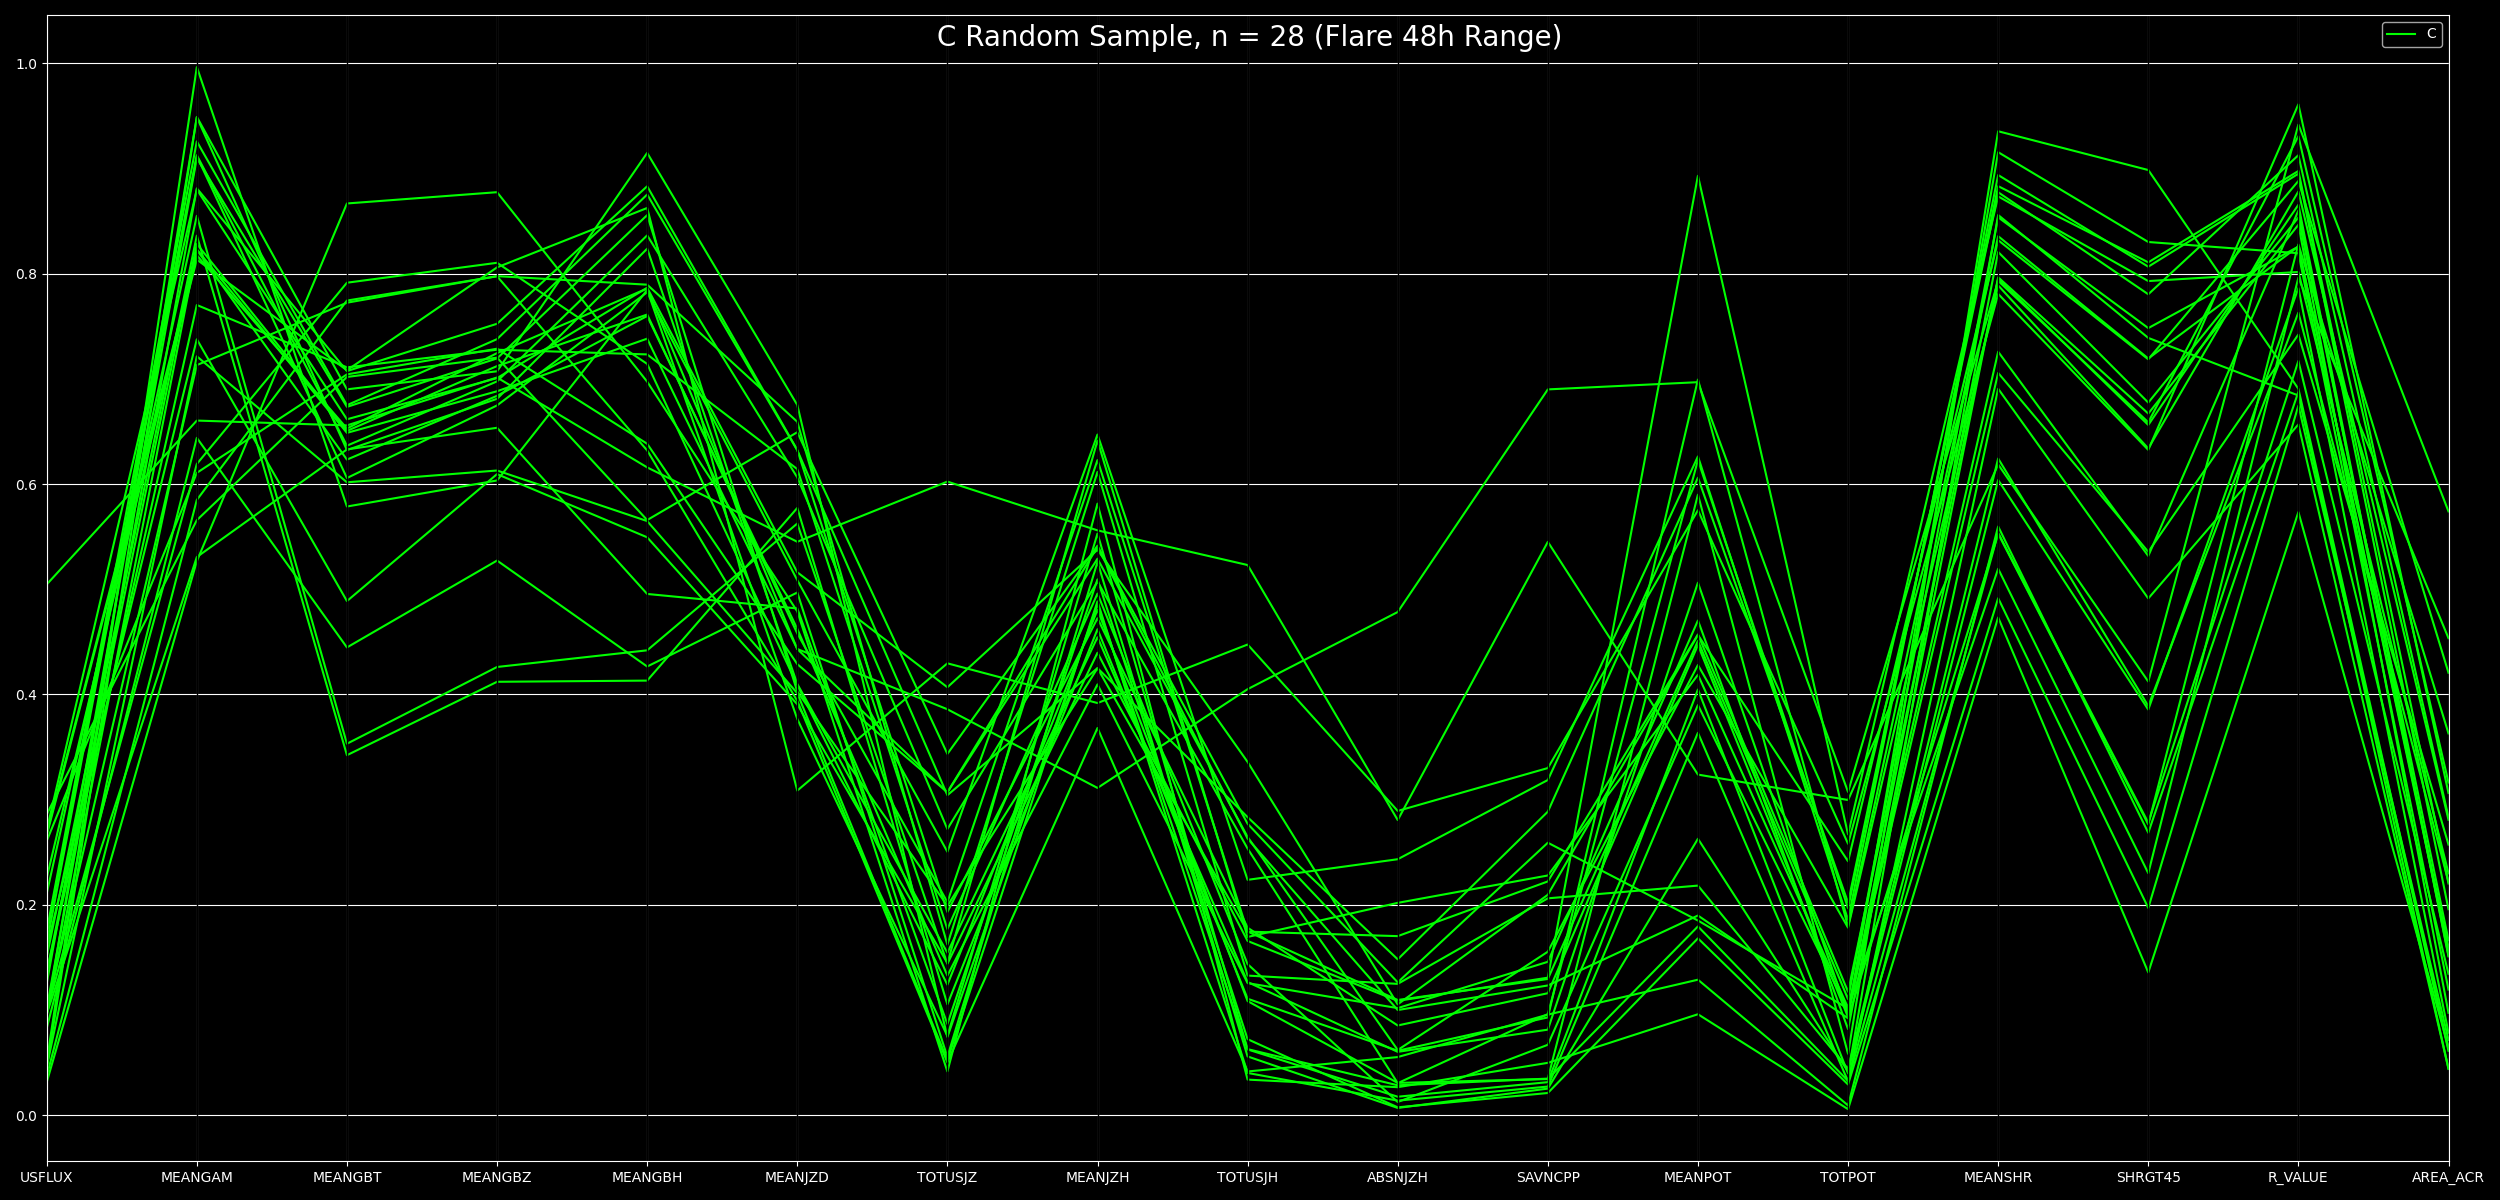 C Random Sample, n = 28 (Flare 48h Range)
C
1.0
0.8
0.6
0.4
0.2
0.0
USFLUX MEANGAM MEANGBT MEANGBZ MEANGBH MEANJZD TOTUSJZ MEANJZH TOTUSJH ABSNJZH SAVNCPP MEANPOT TOTPOT MEANSHR SHRGT45 R_VALUE AREA_ACR